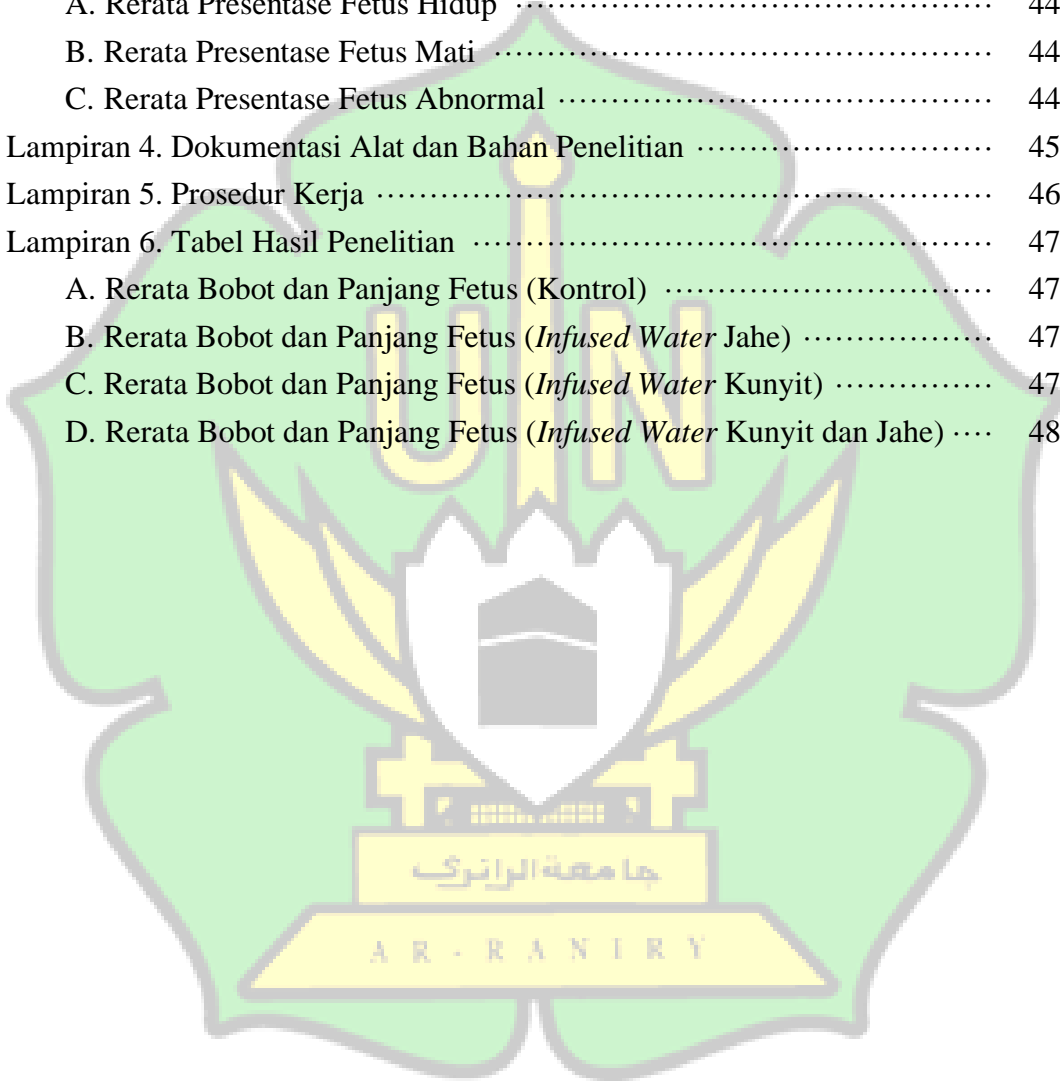 A. Rerata Presentase Fetus Hidup ················································ 44
B. Rerata Presentase Fetus Mati ················································ 44
C. Rerata Presentase Fetus Abnormal ········································ 44
Lampiran 4. Dokumentasi Alat dan Bahan Penelitian ···························· 45
Lampiran 5. Prosedur Kerja ···························································· 46
Lampiran 6. Tabel Hasil Penelitian ·················································· 47
A. Rerata Bobot dan Panjang Fetus (Kontrol) ······························ 47
B. Rerata Bobot dan Panjang Fetus (Infused Water Jahe) ·················· 47
C. Rerata Bobot dan Panjang Fetus (Infused Water Kunyit) ··············· 47
D. Rerata Bobot dan Panjang Fetus (Infused Water Kunyit dan Jahe) ···· 48
UIN
جامعة الرانيري
AR-RANIRY